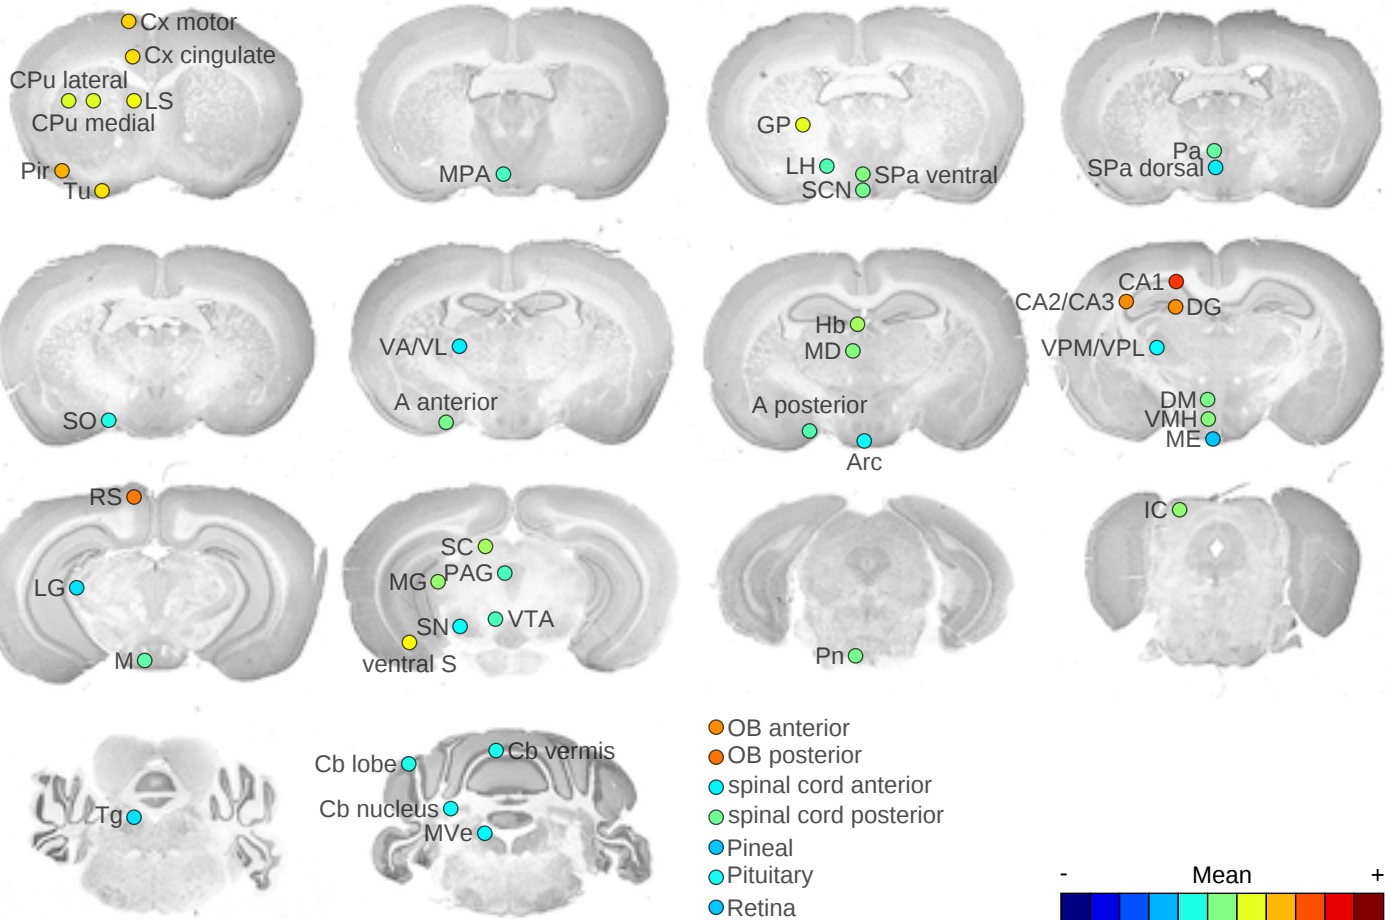 Cx motor
Cx cingulate
CPu lateral
LS
CPu medial
Pir
Tu
MPA
GP
LH
SPa ventral
SCN
Pa
SPa dorsal
SO
VA/VL
A anterior
Hb
MD
A posterior
Arc
CA1
CA2/CA3
DG
VPM/VPL
DM
VMH
ME
RS
LG
M
SC
MG
PAG
SN
VTA
ventral S
Pn
IC
Tg
Cb lobe
Cb vermis
Cb nucleus
MVe
OB anterior
OB posterior
spinal cord anterior
spinal cord posterior
Pineal
Pituitary
Retina
- Mean +